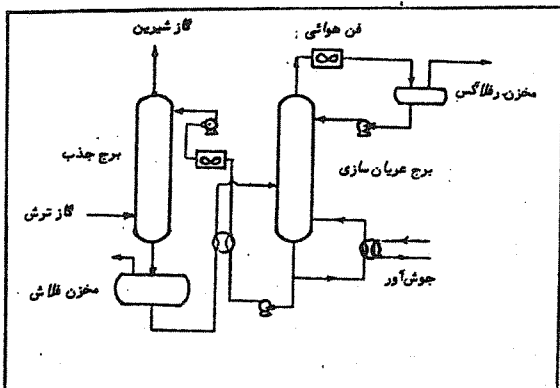 گاز شیرین
فن هوائی
مخزن رفلاکس
برج جذب
برج عریان سازی
گاز ترش
مخزن فلاش
جوش‌آور